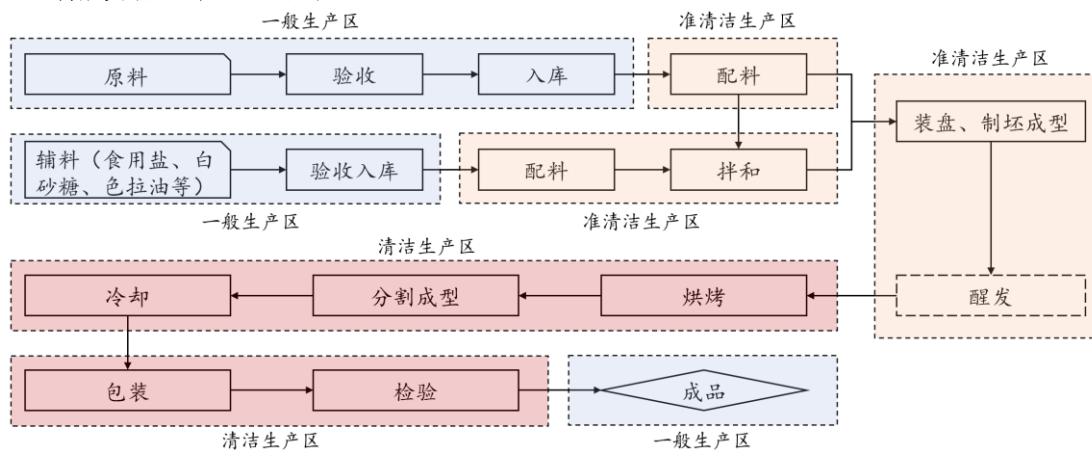 一般生产区
准清洁生产区
原料
验收
入库
配料
准清洁生产区
装盘、制坯成型
辅料（食用盐、白
砂糖、色拉油等）
验收入库
配料
拌和
一般生产区
准清洁生产区
清洁生产区
冷却
分割成型
烘烤
醒发
包装
检验
成品
清洁生产区
一般生产区